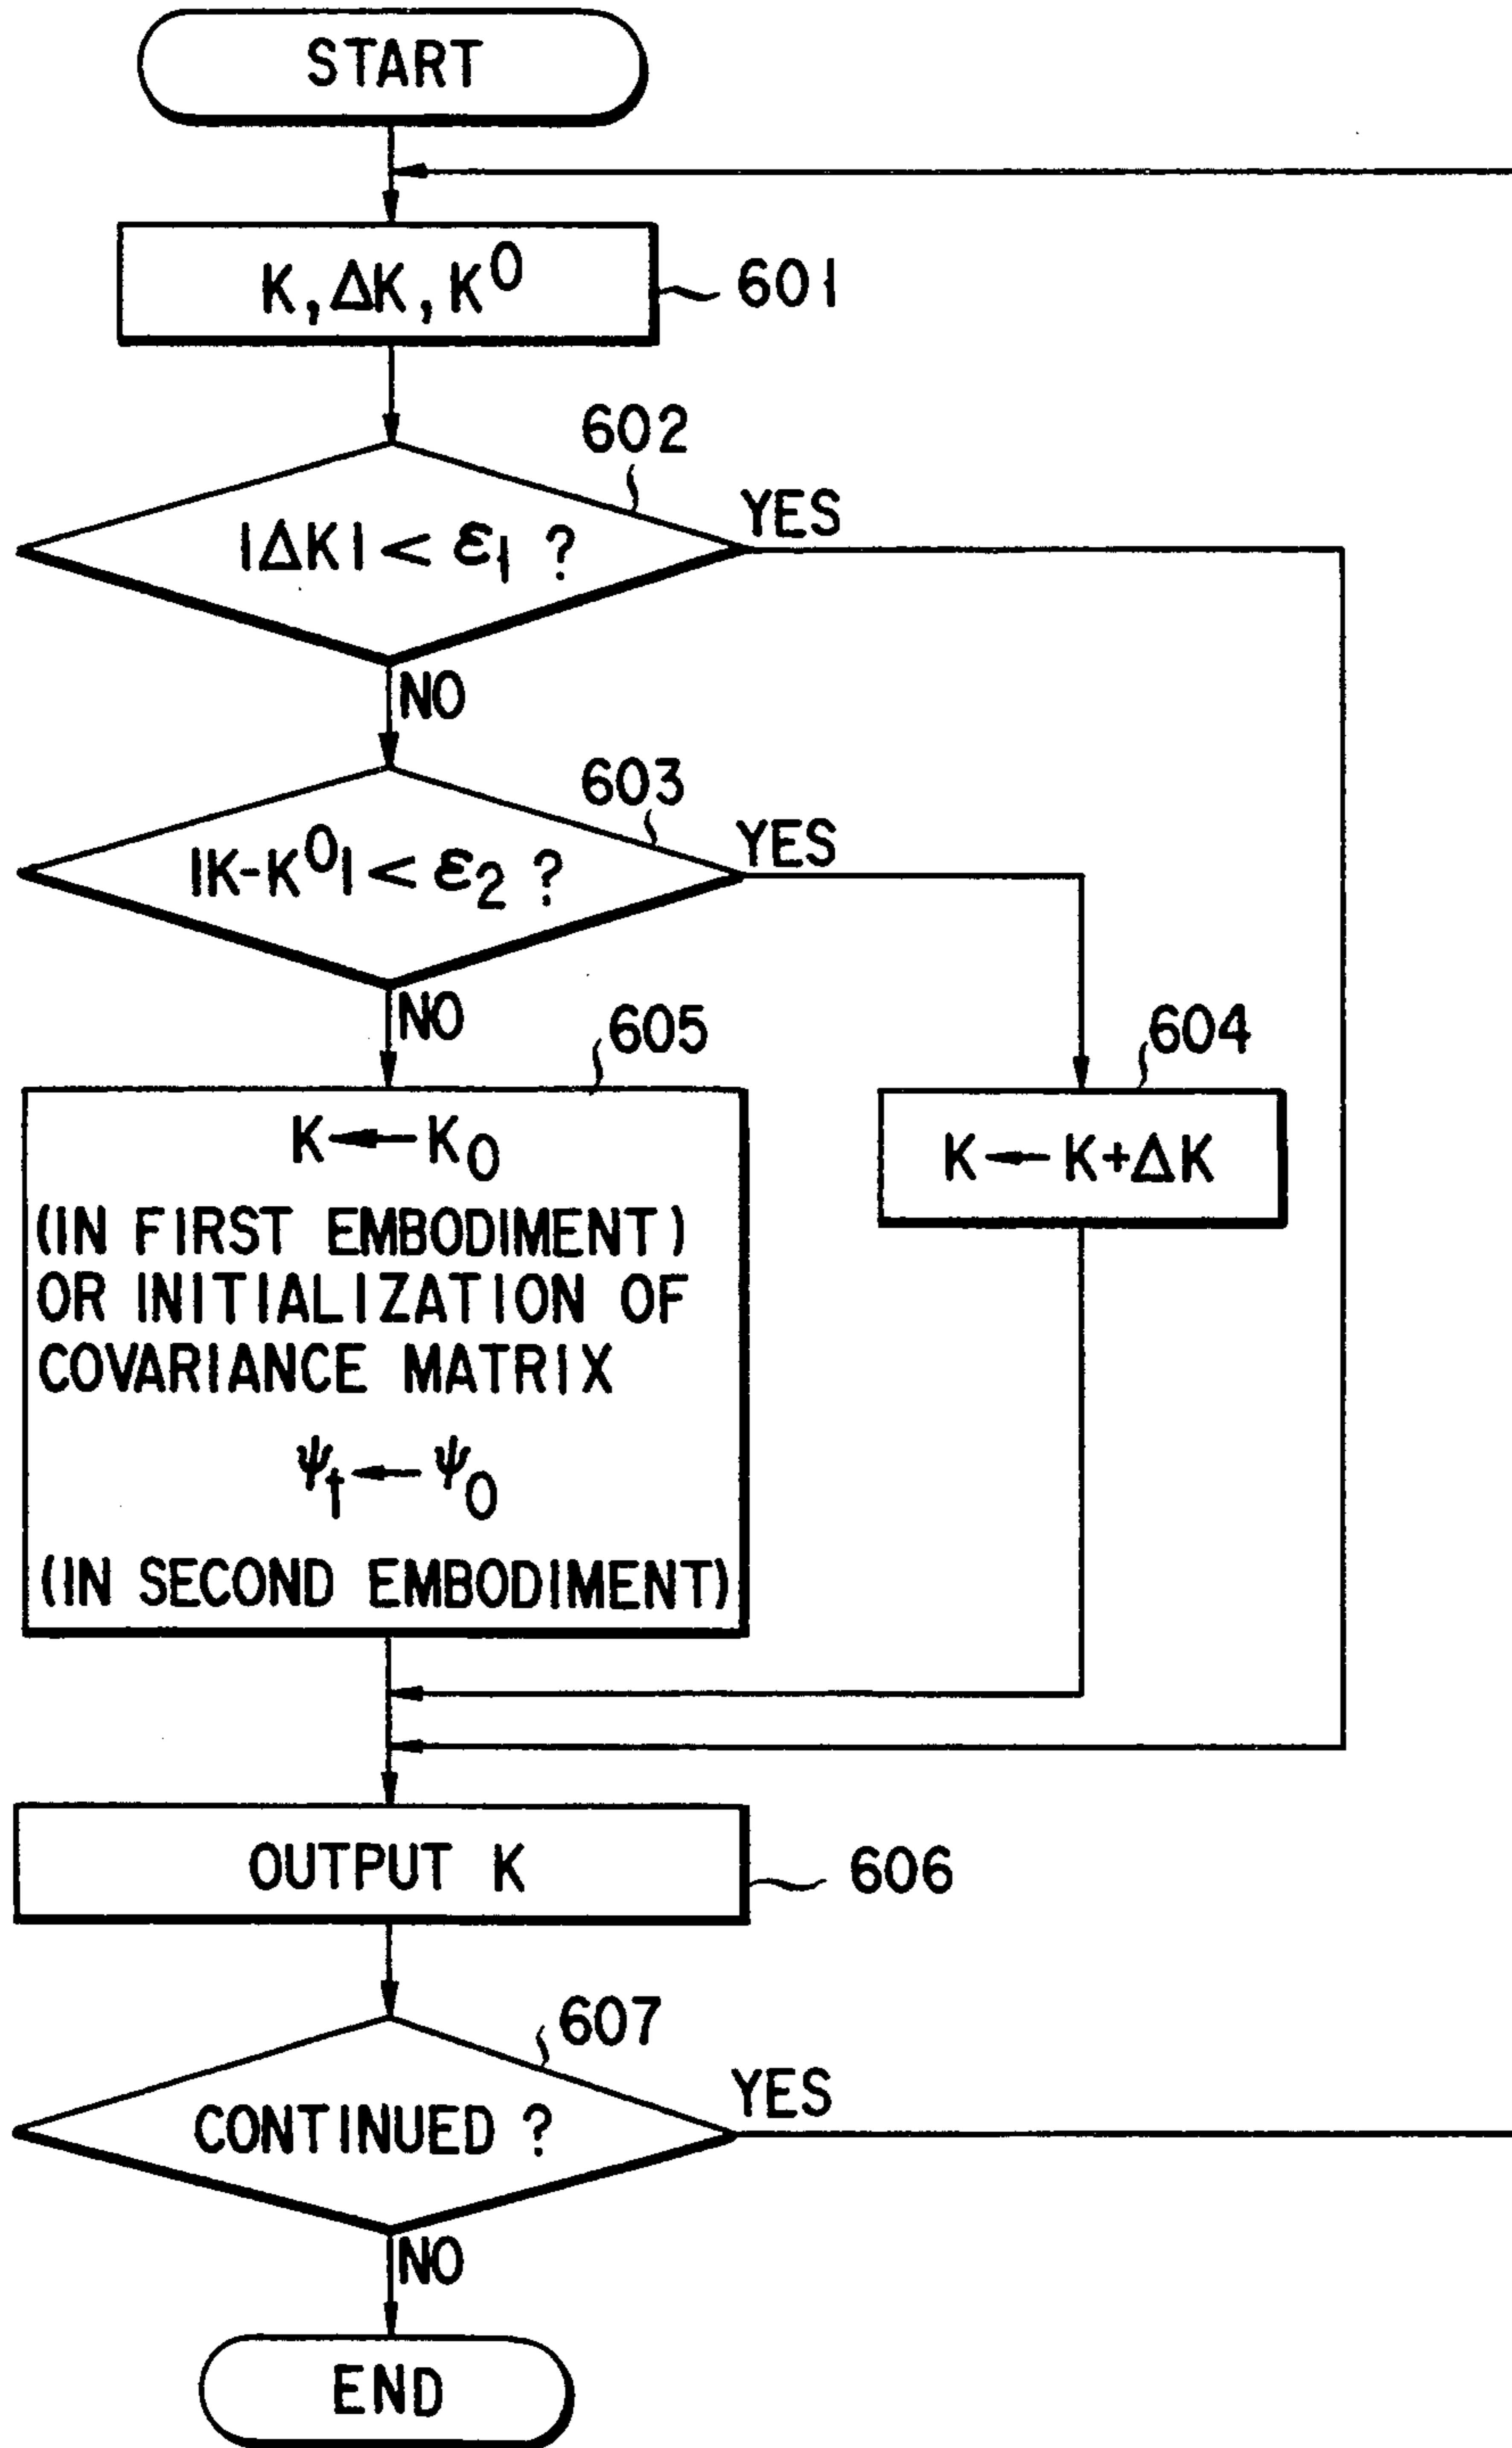 START
K, ΔK, K⁰
601
602
|ΔK| < ε₁ ?
YES
NO
603
|K-K⁰| < ε₂ ?
YES
NO
605
604
K ← K₀
(IN FIRST EMBODIMENT)
OR INITIALIZATION OF
COVARIANCE MATRIX
ψₜ ← ψ₀
(IN SECOND EMBODIMENT)
K ← K+ΔK
OUTPUT K
606
607
CONTINUED ?
YES
NO
END